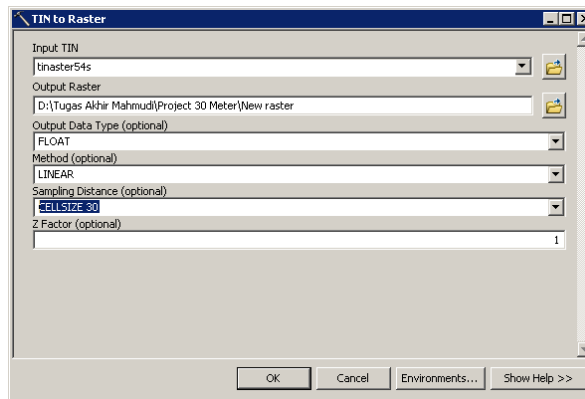 TIN to Raster
Input TIN
tinaster54s
Output Raster
D:\Tugas Akhir Mahmudi\Project 30 Meter\New raster
Output Data Type (optional)
FLOAT
Method (optional)
LINEAR
Sampling Distance (optional)
CELLSIZE 30
Z Factor (optional)
1
OK Cancel Environments... Show Help >>